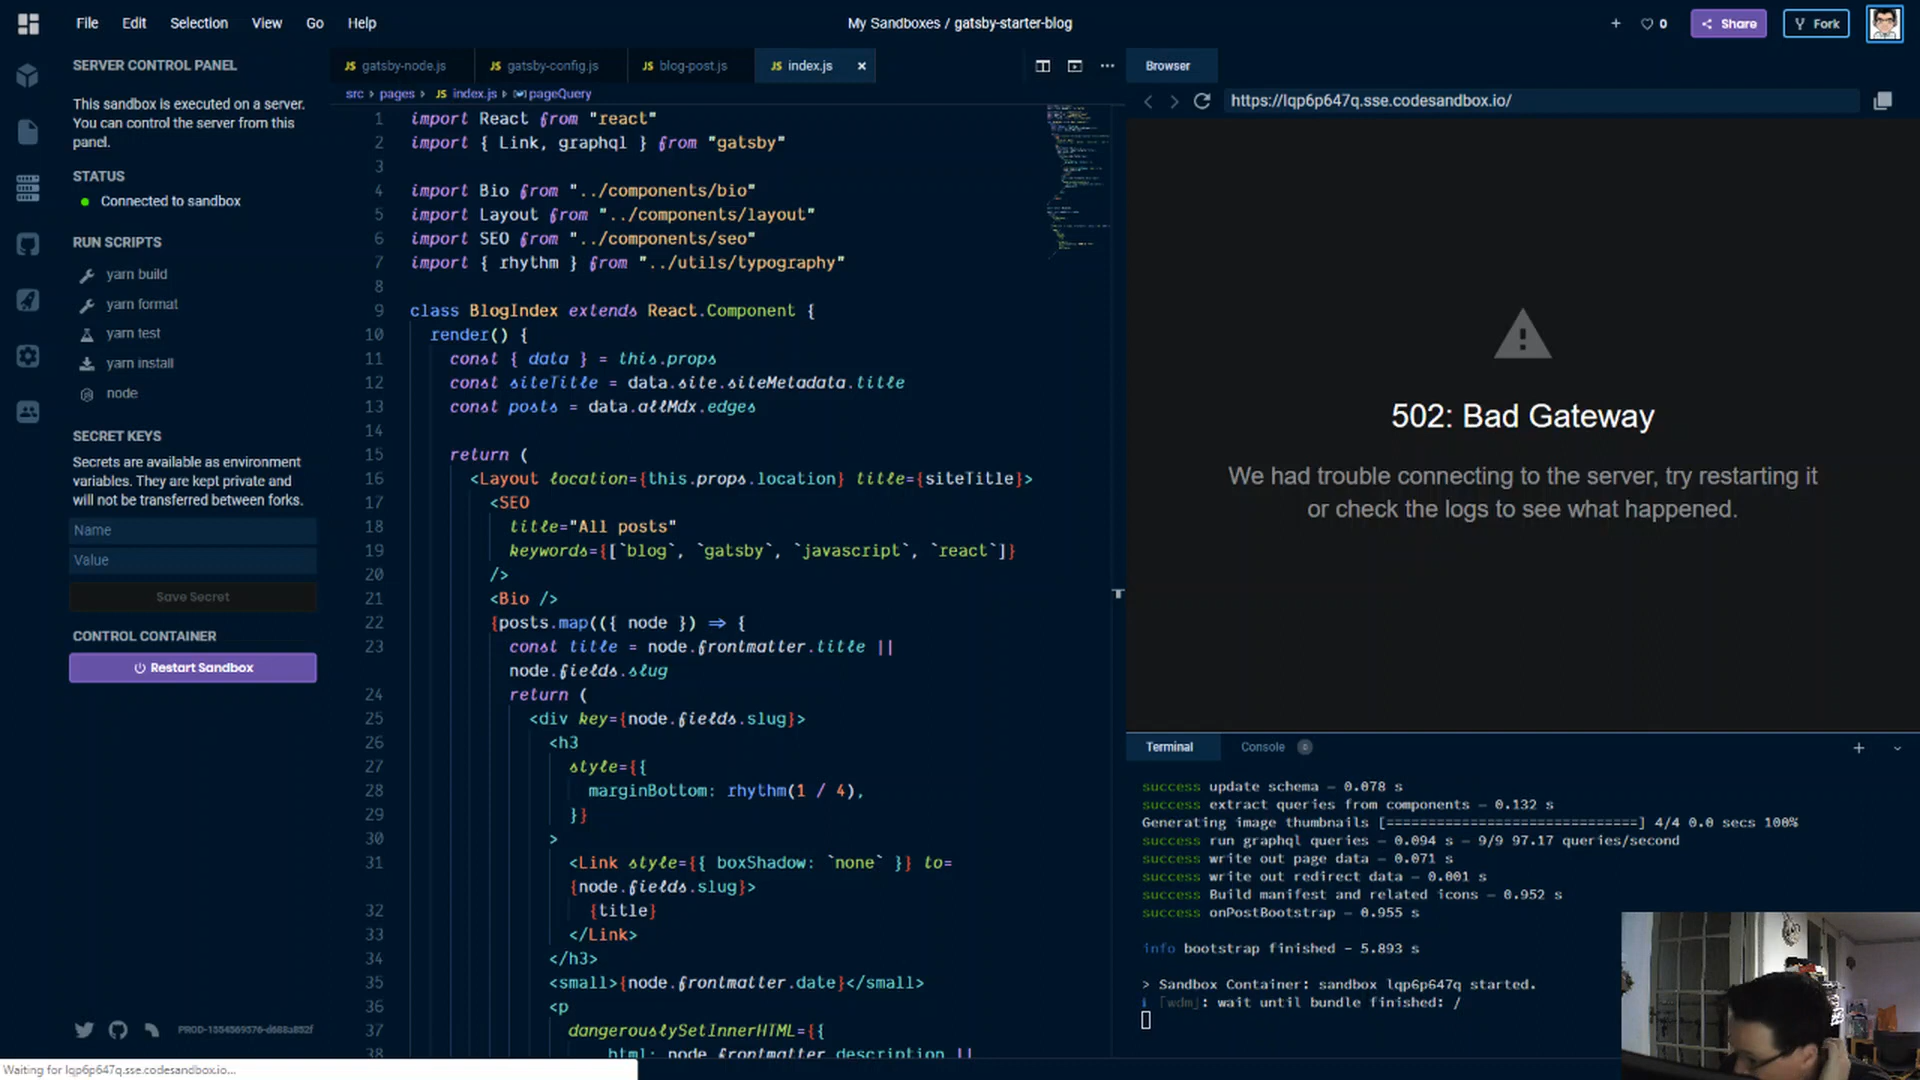 File Edit Selection View Go Help
My Sandboxes / gatsby-starter-blog
0 Share Fork
SERVER CONTROL PANEL
This sandbox is executed on a server.
You can control the server from this
panel.
STATUS
Connected to sandbox
RUN SCRIPTS
yarn build
yarn format
yarn test
yarn install
node
SECRET KEYS
Secrets are available as environment
variables. They are kept private and
will not be transferred between forks.
Name
Value
Save Secret
CONTROL CONTAINER
Restart Sandbox
JS gatsby-node.js JS gatsby-config.js JS blog-post.js JS index.js
src > pages > JS index.js > pageQuery
1 import React from "react"
2 import { Link, graphql } from "gatsby"
3
4 import Bio from "../components/bio"
5 import Layout from "../components/layout"
6 import SEO from "../components/seo"
7 import { rhythm } from "../utils/typography"
8
9 class BlogIndex extends React.Component {
10 render() {
11 const { data } = this.props
12 const siteTitle = data.site.siteMetadata.title
13 const posts = data.allMdx.edges
14
15 return (
16 <Layout location={this.props.location} title={siteTitle}>
17 <SEO
18 title="All posts"
19 keywords={[`blog`, `gatsby`, `javascript`, `react`]}
20 />
21 <Bio />
22 {posts.map(({ node }) => {
23 const title = node.frontmatter.title ||
node.fields.slug
24 return (
25 <div key={node.fields.slug}>
26 <h3
27 style={{
28 marginBottom: rhythm(1 / 4),
29 }}
30 >
31 <Link style={{ boxShadow: `none` }} to=
{node.fields.slug}>
32 {title}
33 </Link>
34 </h3>
35 <small>{node.frontmatter.date}</small>
36 <p
37 dangerouslySetInnerHTML={{
38 html: node.frontmatter.description ||
Browser
https://lqp6p647q.sse.codesandbox.io/
502: Bad Gateway
We had trouble connecting to the server, try restarting it
or check the logs to see what happened.
Terminal Console 0
success update schema — 0.078 s
success extract queries from components — 0.132 s
Generating image thumbnails [==============================] 4/4 0.0 secs 100%
success run graphql queries — 0.094 s — 9/9 97.17 queries/second
success write out page data — 0.071 s
success write out redirect data — 0.001 s
success Build manifest and related icons — 0.952 s
success onPostBootstrap — 0.955 s
info bootstrap finished - 5.893 s
> Sandbox Container: sandbox lqp6p647q started.
i ｢wdm｣: wait until bundle finished: /
Waiting for lqp6p647q.sse.codesandbox.io...